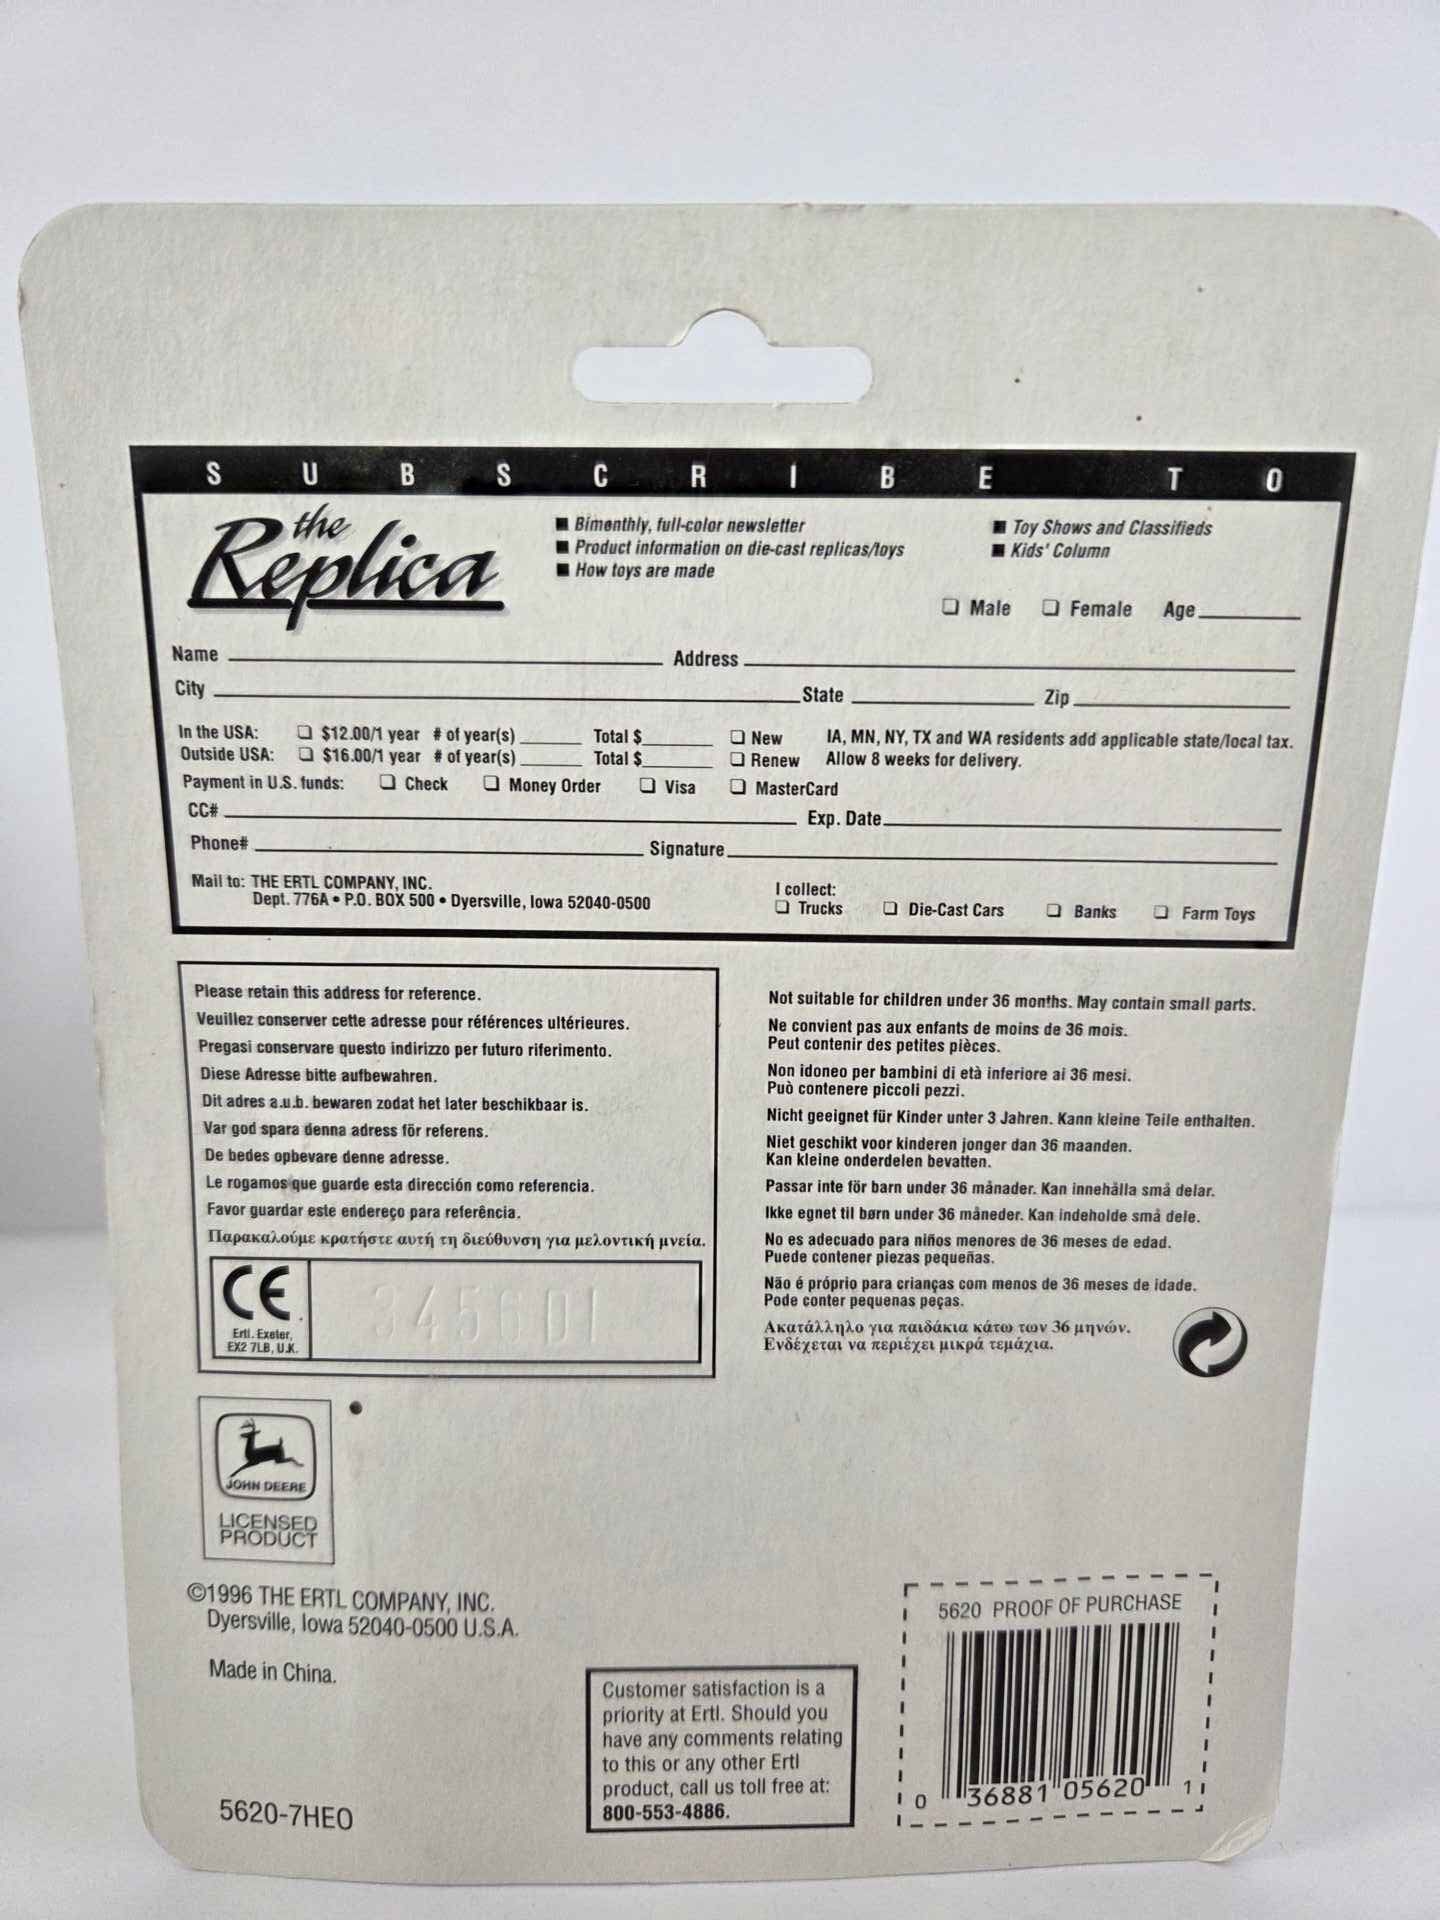 SUBSCRIBE TO
the Replica
■ Bimenthly, full-color newsletter
■ Product information on die-cast replicas/toys
■ How toys are made
■ Toy Shows and Classifieds
■ Kids' Column
❏ Male ❏ Female Age
Name Address
City State Zip
In the USA: ❏ $12.00/1 year # of year(s) Total $ ❏ New IA, MN, NY, TX and WA residents add applicable state/local tax.
Outside USA: ❏ $16.00/1 year # of year(s) Total $ ❏ Renew Allow 8 weeks for delivery.
Payment in U.S. funds: ❏ Check ❏ Money Order ❏ Visa ❏ MasterCard
CC# Exp. Date
Phone# Signature
Mail to: THE ERTL COMPANY, INC.
Dept. 776A • P.O. BOX 500 • Dyersville, Iowa 52040-0500
I collect:
❏ Trucks ❏ Die-Cast Cars ❏ Banks ❏ Farm Toys
Please retain this address for reference.
Veuillez conserver cette adresse pour références ultérieures.
Pregasi conservare questo indirizzo per futuro riferimento.
Diese Adresse bitte aufbewahren.
Dit adres a.u.b. bewaren zodat het later beschikbaar is.
Var god spara denna adress för referens.
De bedes opbevare denne adresse.
Le rogamos que guarde esta dirección como referencia.
Favor guardar este endereço para referência.
Παρακαλούμε κρατήστε αυτή τη διεύθυνση για μελοντική μνεία.
CE
Ertl. Exeter,
EX2 7LB, U.K.
Not suitable for children under 36 months. May contain small parts.
Ne convient pas aux enfants de moins de 36 mois.
Peut contenir des petites pièces.
Non idoneo per bambini di età inferiore ai 36 mesi.
Può contenere piccoli pezzi.
Nicht geeignet für Kinder unter 3 Jahren. Kann kleine Teile enthalten.
Niet geschikt voor kinderen jonger dan 36 maanden.
Kan kleine onderdelen bevatten.
Passar inte för barn under 36 månader. Kan innehålla små delar.
Ikke egnet til børn under 36 måneder. Kan indeholde små dele.
No es adecuado para niños menores de 36 meses de edad.
Puede contener piezas pequeñas.
Não é próprio para crianças com menos de 36 meses de idade.
Pode conter pequenas peças.
Ακατάλληλο για παιδάκια κάτω των 36 μηνών.
Ενδέχεται να περιέχει μικρά τεμάχια.
JOHN DEERE
LICENSED
PRODUCT
©1996 THE ERTL COMPANY, INC.
Dyersville, Iowa 52040-0500 U.S.A.
Made in China.
5620-7HEO
Customer satisfaction is a
priority at Ertl. Should you
have any comments relating
to this or any other Ertl
product, call us toll free at:
800-553-4886.
5620 PROOF OF PURCHASE
0 36881 05620 1